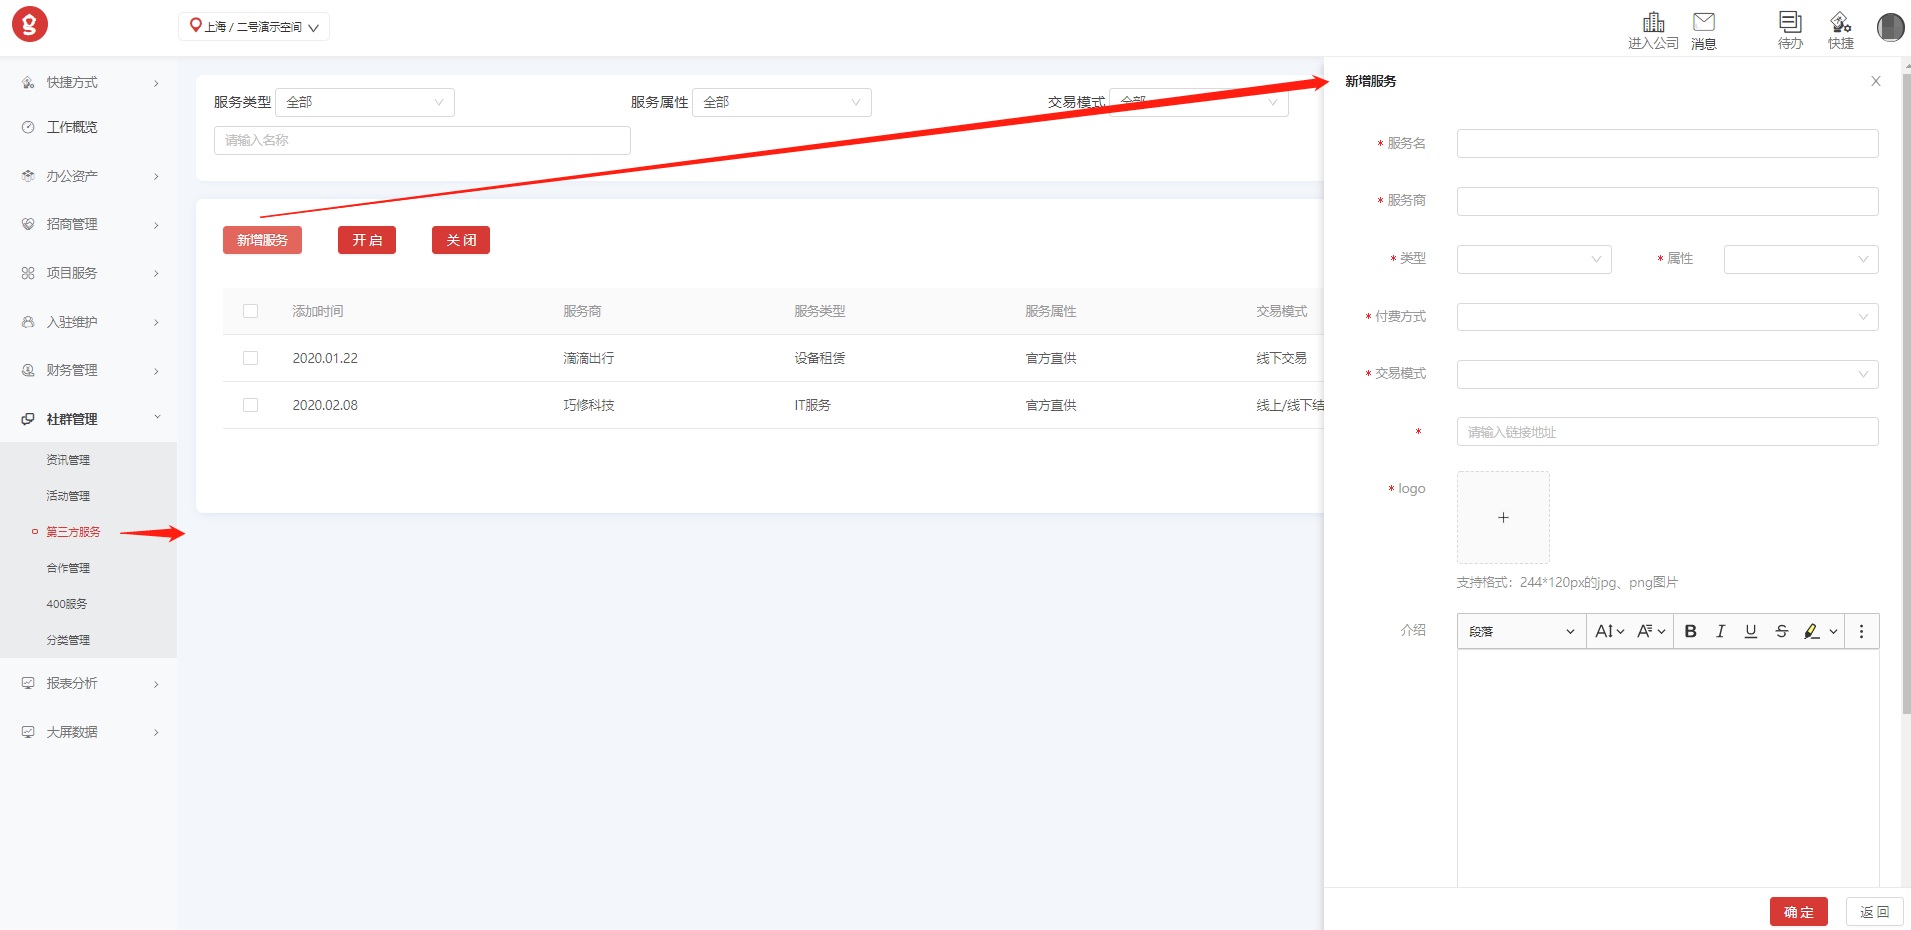 上海 / 二号演示空间
进入公司
消息
待办
快捷
快捷方式
工作概览
办公资产
招商管理
项目服务
入驻维护
财务管理
社群管理
资讯管理
活动管理
第三方服务
合作管理
400服务
分类管理
报表分析
大屏数据
服务类型 全部
服务属性 全部
交易模式 全部
请输入名称
新增服务 开 启 关 闭
添加时间 服务商 服务类型 服务属性 交易模式
2020.01.22 滴滴出行 设备租赁 官方直供 线下交易
2020.02.08 巧修科技 IT服务 官方直供 线上/线下结
新增服务
* 服务名
* 服务商
* 类型 * 属性
* 付费方式
* 交易模式
* 请输入链接地址
* logo
支持格式：244*120px的jpg、png图片
介绍
段落
确 定 返 回